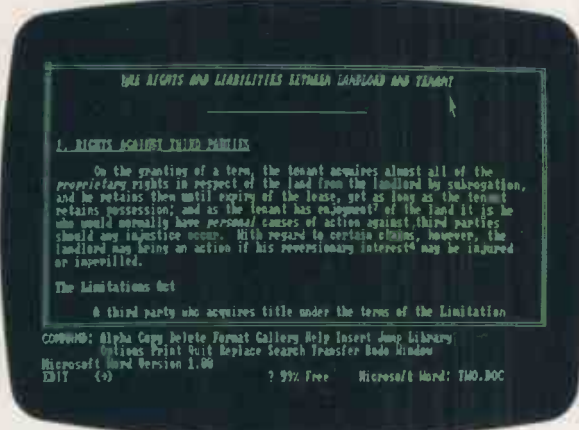 THE RIGHTS AND LIABILITIES BETWEEN LANDLORD AND TENANT
1. RIGHTS AGAINST THIRD PARTIES
On the granting of a term, the tenant acquires almost all of the
proprietary rights in respect of the land from the landlord by subrogation,
and he retains then until expiry of the lease, yet as long as the tenant
retains possession; and as the tenant has enjoyment of the land it is he
who would normally have personal causes of action against third parties
should any injustice occur. With regard to certain claims, however, the
landlord may bring an action if his reversionary interest may be injured
or imperilled.
The Limitations Act
A third party who acquires title under the terms of the Limitation
COMMAND: Alpha Copy Delete Format Gallery Help Insert Jump Library
Options Print Quit Replace Search Transfer Undo Window
Microsoft Word Version 1.00
EDIT ? 99% Free Microsoft Word: TWO.DOC